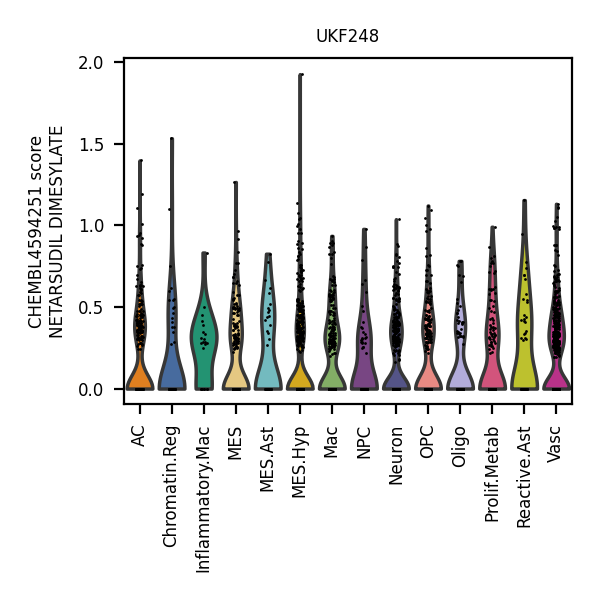 UKF248
CHEMBL4594251 score
NETARSUDIL DIMESYLATE
2.0
1.5
1.0
0.5
0.0
AC
Chromatin.Reg
Inflammatory.Mac
MES
MES.Ast
MES.Hyp
Mac
NPC
Neuron
OPC
Oligo
Prolif.Metab
Reactive.Ast
Vasc